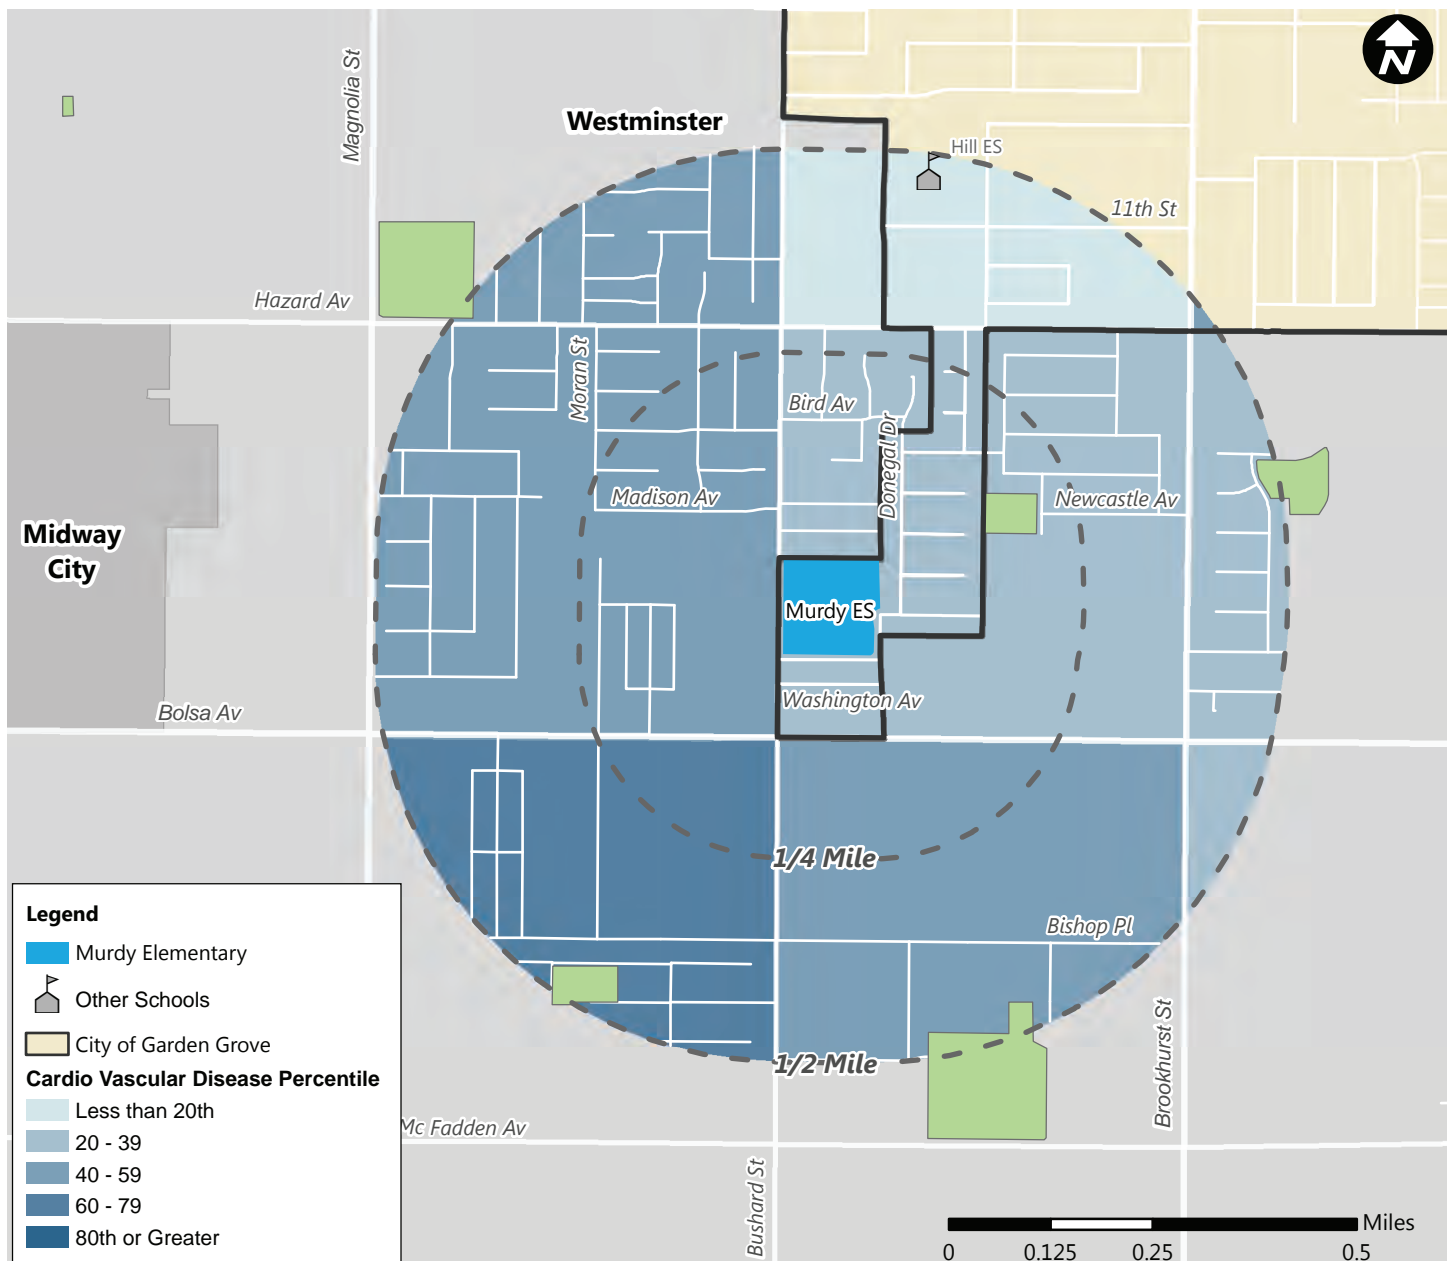 N
Magnolia St
Westminster
Hill ES
11th St
Hazard Av
Moran St
Bird Av
Donegal Dr
Madison Av
Newcastle Av
Midway
City
Murdy ES
Washington Av
Bolsa Av
1/4 Mile
Bishop Pl
1/2 Mile
Brookhurst St
Mc Fadden Av
Bushard St
Legend
Murdy Elementary
Other Schools
City of Garden Grove
Cardio Vascular Disease Percentile
Less than 20th
20 - 39
40 - 59
60 - 79
80th or Greater
Miles
0 0.125 0.25 0.5